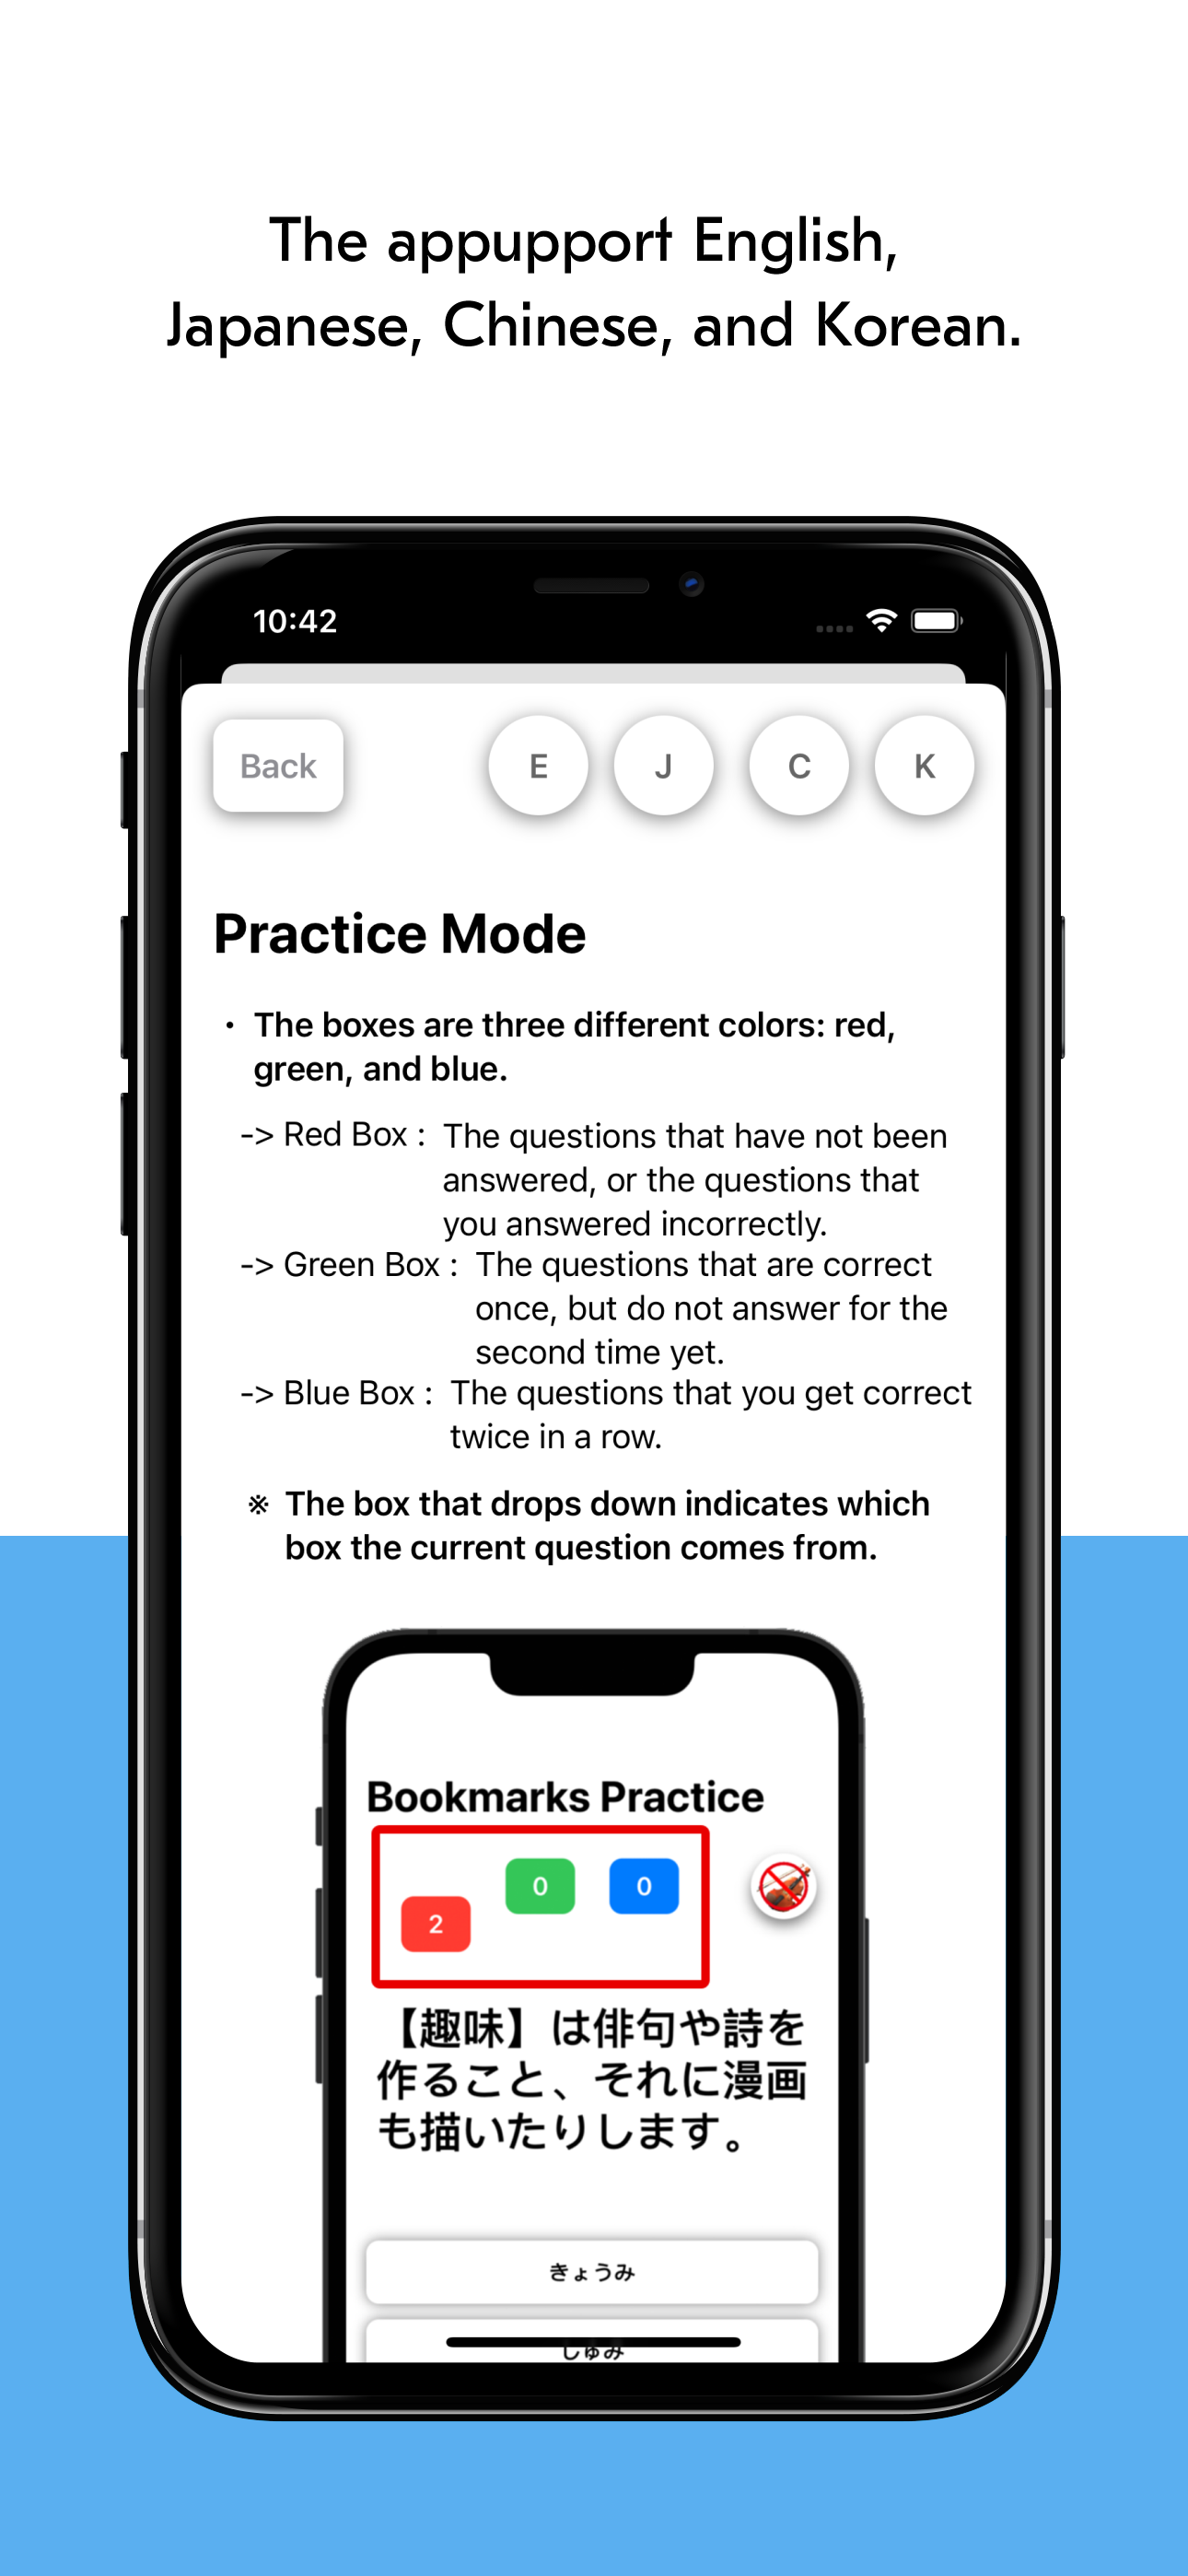 The appupport English,
Japanese, Chinese, and Korean.
10:42
Back E J C K
Practice Mode
・ The boxes are three different colors: red,
green, and blue.
-> Red Box : The questions that have not been
answered, or the questions that
you answered incorrectly.
-> Green Box : The questions that are correct
once, but do not answer for the
second time yet.
-> Blue Box : The questions that you get correct
twice in a row.
※ The box that drops down indicates which
box the current question comes from.
Bookmarks Practice
2 0 0
【趣味】は俳句や詩を
作ること、それに漫画
も描いたりします。
きょうみ
しゅみ